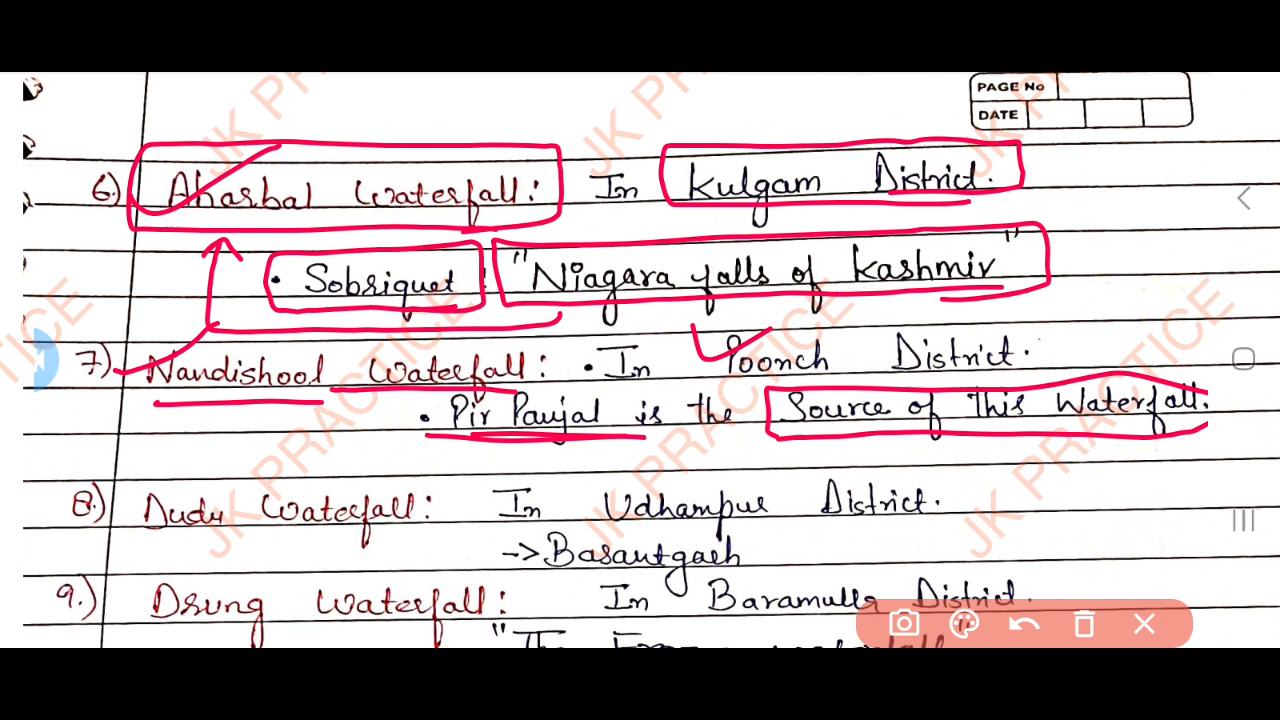 PAGE No
DATE
6.) Aharbal Waterfall: In Kulgam District.
• Sobriquet: "Niagara falls of Kashmir"
7.) Nandishool Waterfall: • In Poonch District.
• Pir Panjal is the Source of This Waterfall.
8.) Dudu Waterfall: In Udhampur District.
-> Basantgarh
9.) Drung Waterfall: In Baramulla District.
JK PRACTICE